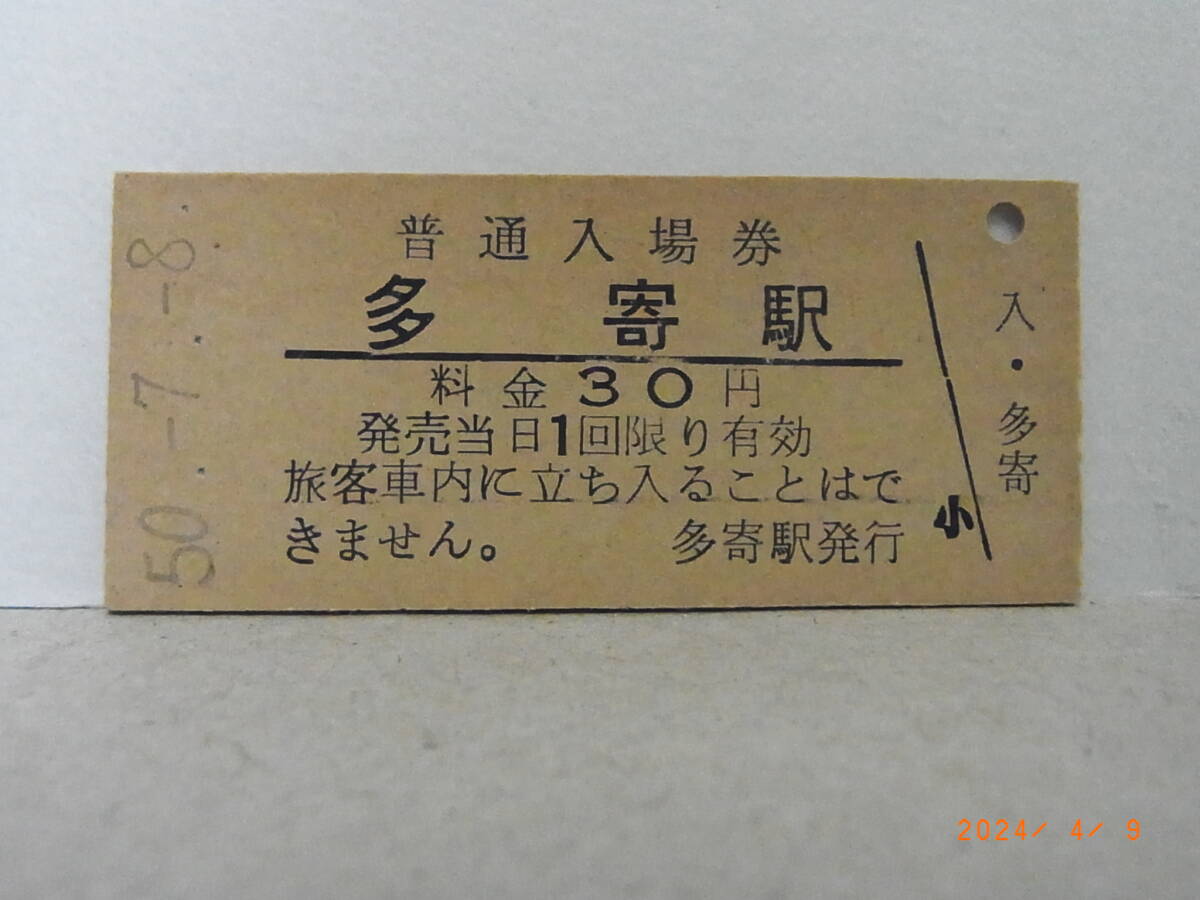 50.-7.-8.
普通入場券
多寄駅
料金30円
発売当日1回限り有効
旅客車内に立ち入ることはで
きません。 多寄駅発行
小
入・多寄
2024/ 4/ 9